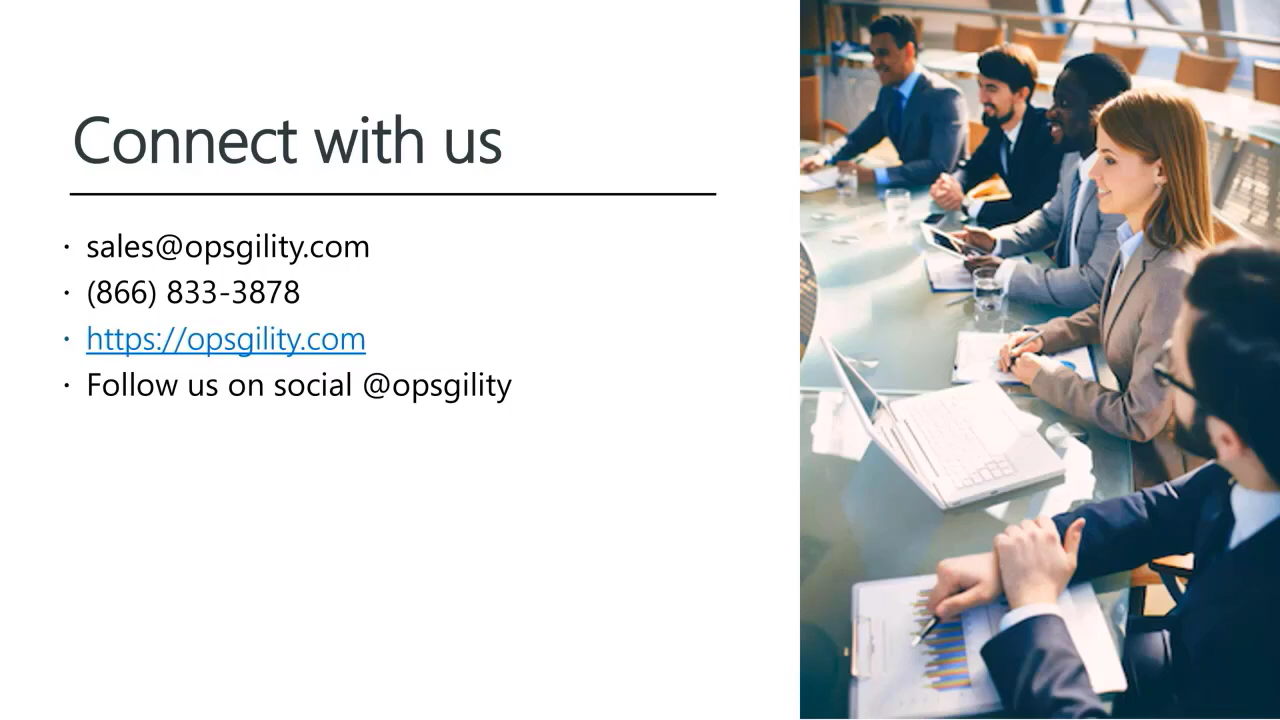 Connect with us
· sales@opsgility.com
· (866) 833-3878
· https://opsgility.com
· Follow us on social @opsgility